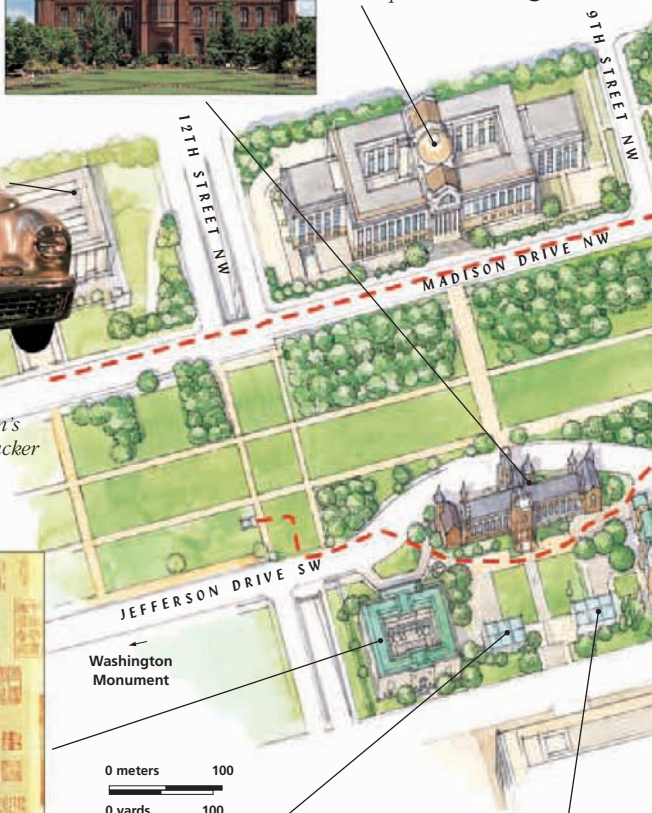 9TH STREET NW
12TH STREET NW
MADISON DRIVE NW
JEFFERSON DRIVE SW
Washington
Monument
0 meters 100
0 yards 100